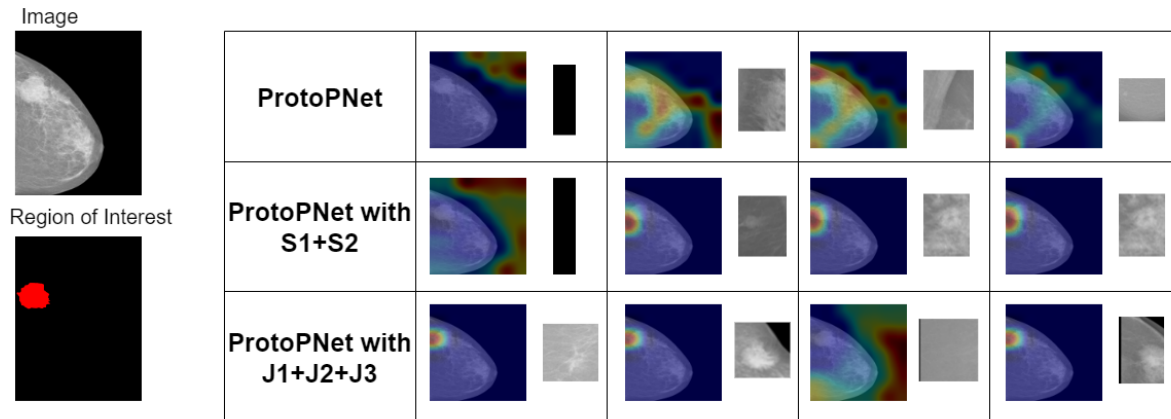 Image
Region of Interest
ProtoPNet
ProtoPNet with
S1+S2
ProtoPNet with
J1+J2+J3